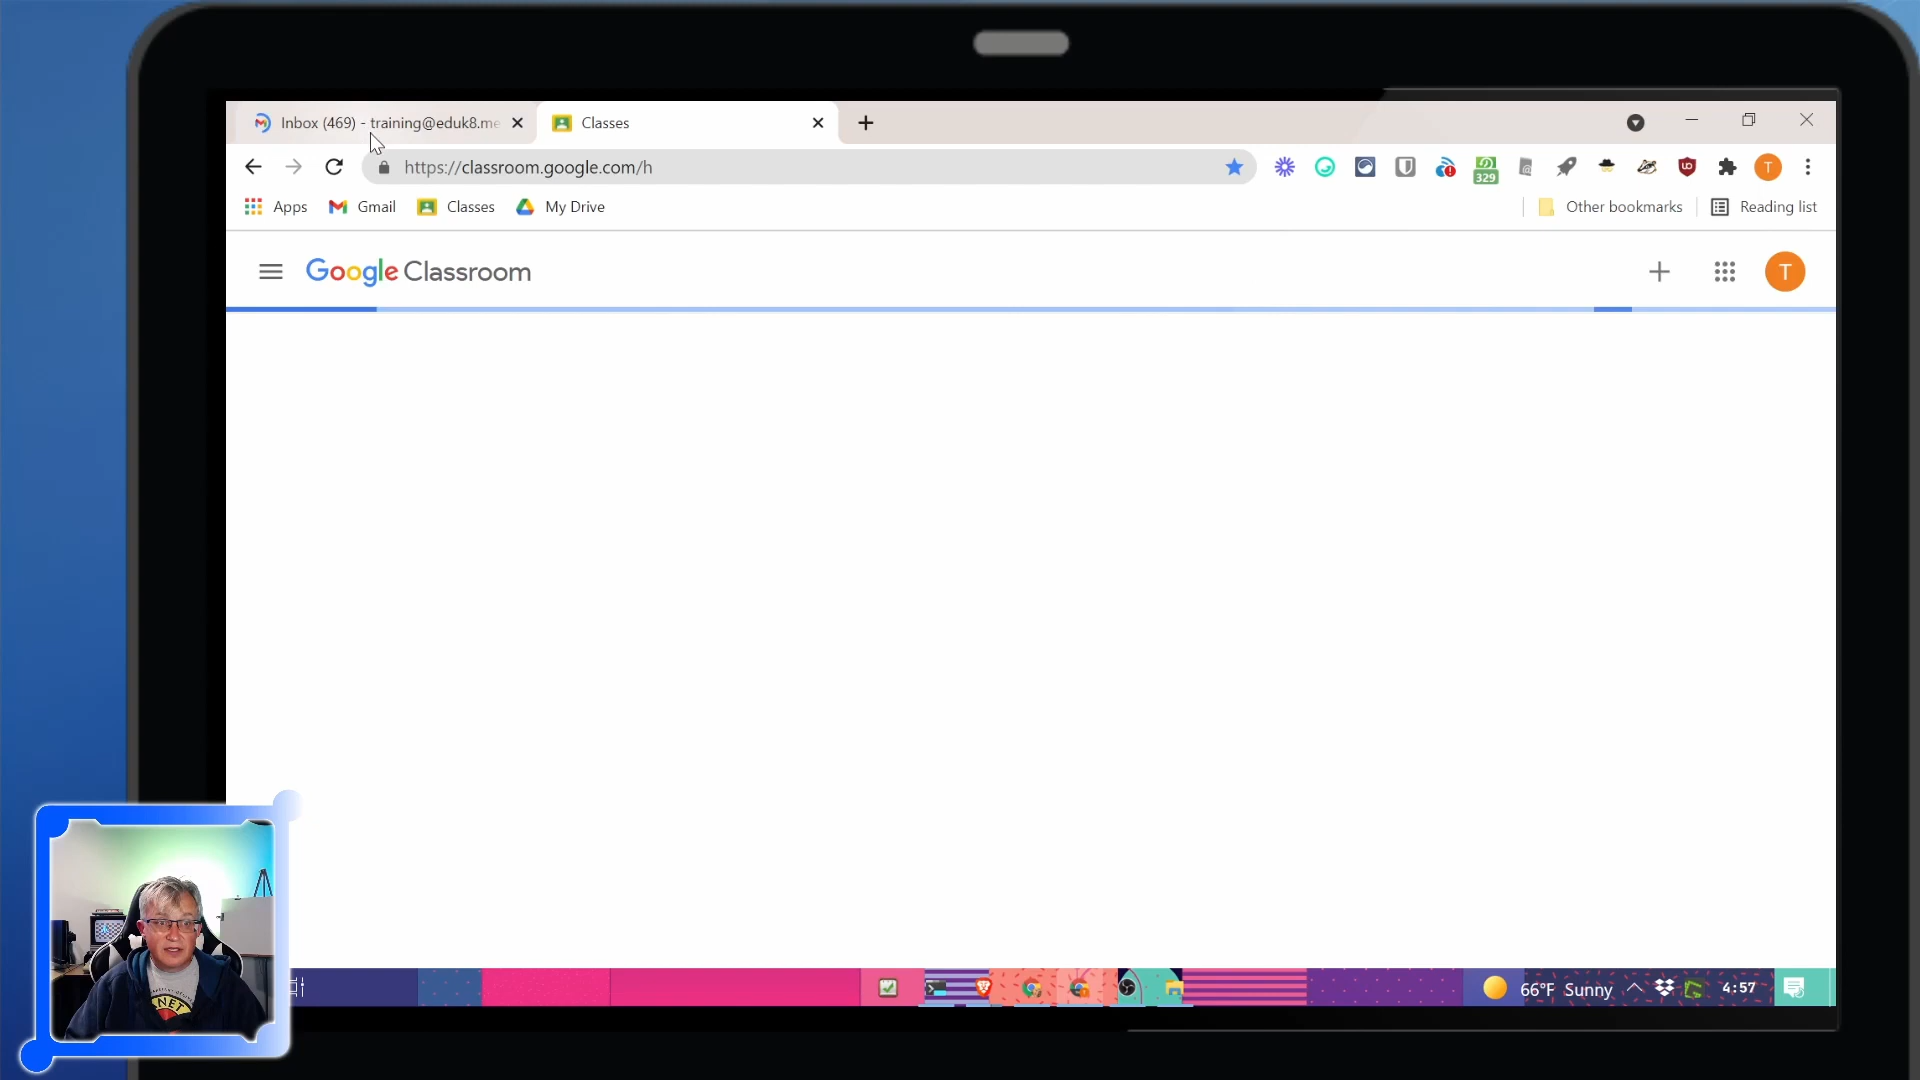 Inbox (469) - training@eduk8.me
Classes
https://classroom.google.com/h
329
T
Apps
Gmail
Classes
My Drive
Other bookmarks
Reading list
Google Classroom
T
66°F Sunny
4:57